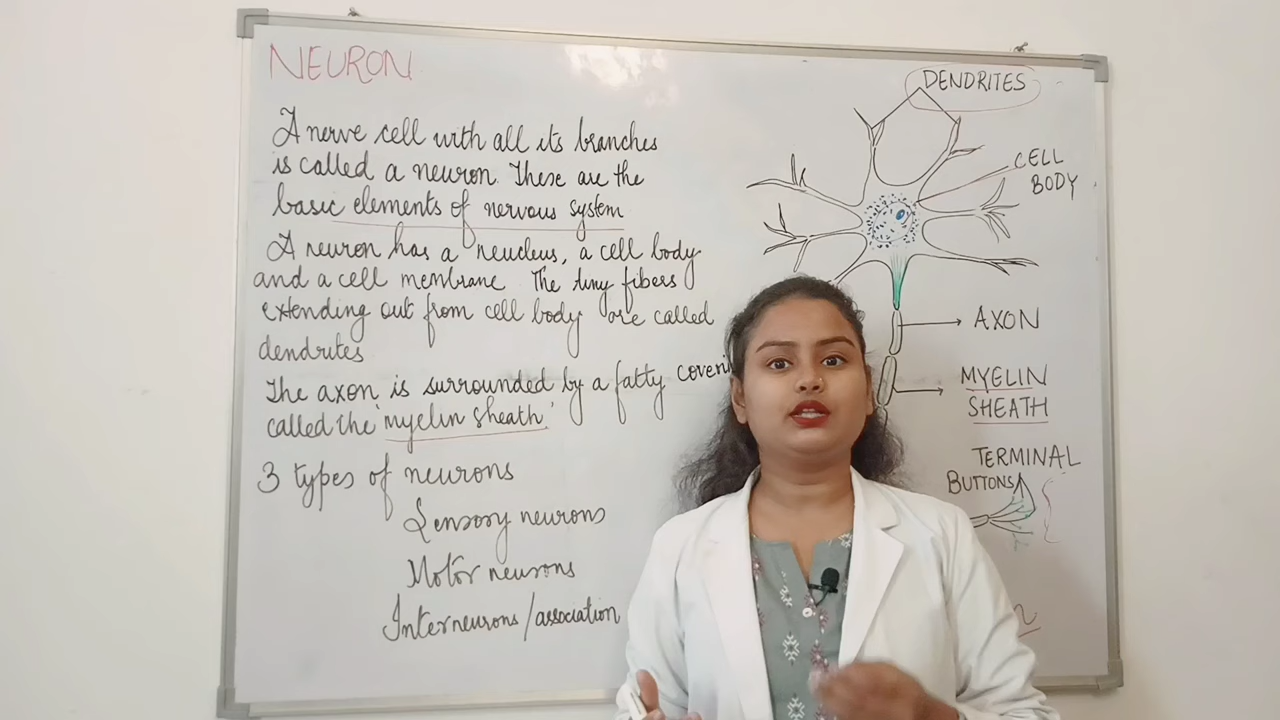 NEURON
A nerve cell with all its branches
is called a neuron. These are the
basic elements of nervous system
A neuron has a neucleus, a cell body
and a cell membrane. The tiny fibers
extending out from cell body are called
dendrites
The axon is surrounded by a fatty
called the 'myelin sheath'
3 types of neurons
Sensory neurons
Motor neurons
Interneurons/association
DENDRITES
CELL
BODY
AXON
MYELIN
SHEATH
TERMINAL
BUTTONS